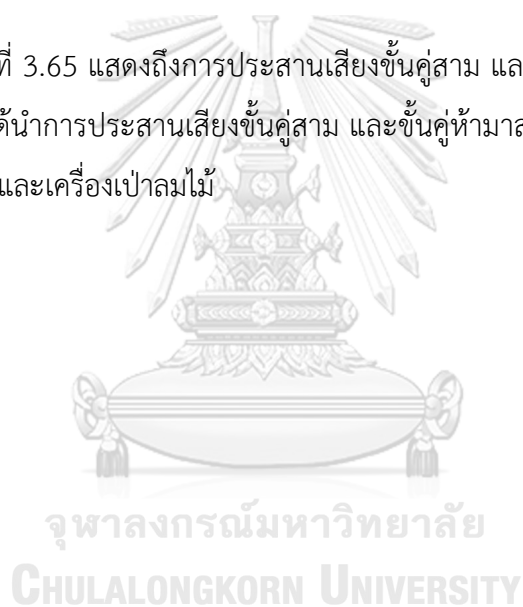 ที่ 3.65 แสดงถึงการประสานเสียงขั้นคู่สาม และ
ด้นำการประสานเสียงขั้นคู่สาม และขั้นคู่ห้ามาส
และเครื่องเป่าลมไม้
จุฬาลงกรณ์มหาวิทยาลัย
CHULALONGKORN UNIVERSITY